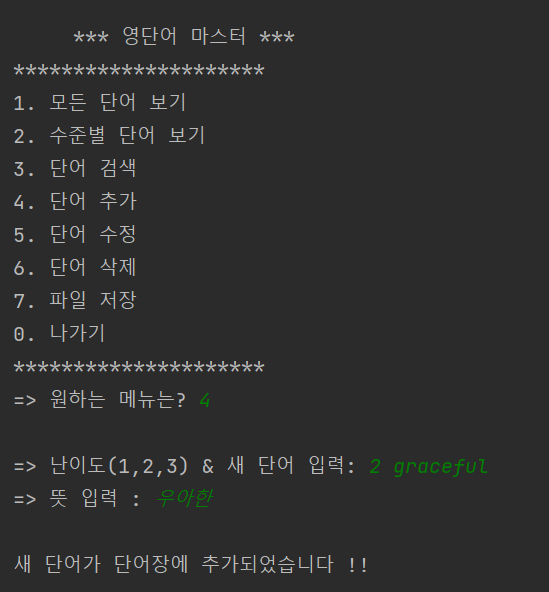 *** 영단어 마스터 ***
*********************
1. 모든 단어 보기
2. 수준별 단어 보기
3. 단어 검색
4. 단어 추가
5. 단어 수정
6. 단어 삭제
7. 파일 저장
0. 나가기
*********************
=> 원하는 메뉴는? 4
=> 난이도(1,2,3) & 새 단어 입력: 2 graceful
=> 뜻 입력 : 우아한
새 단어가 단어장에 추가되었습니다 !!